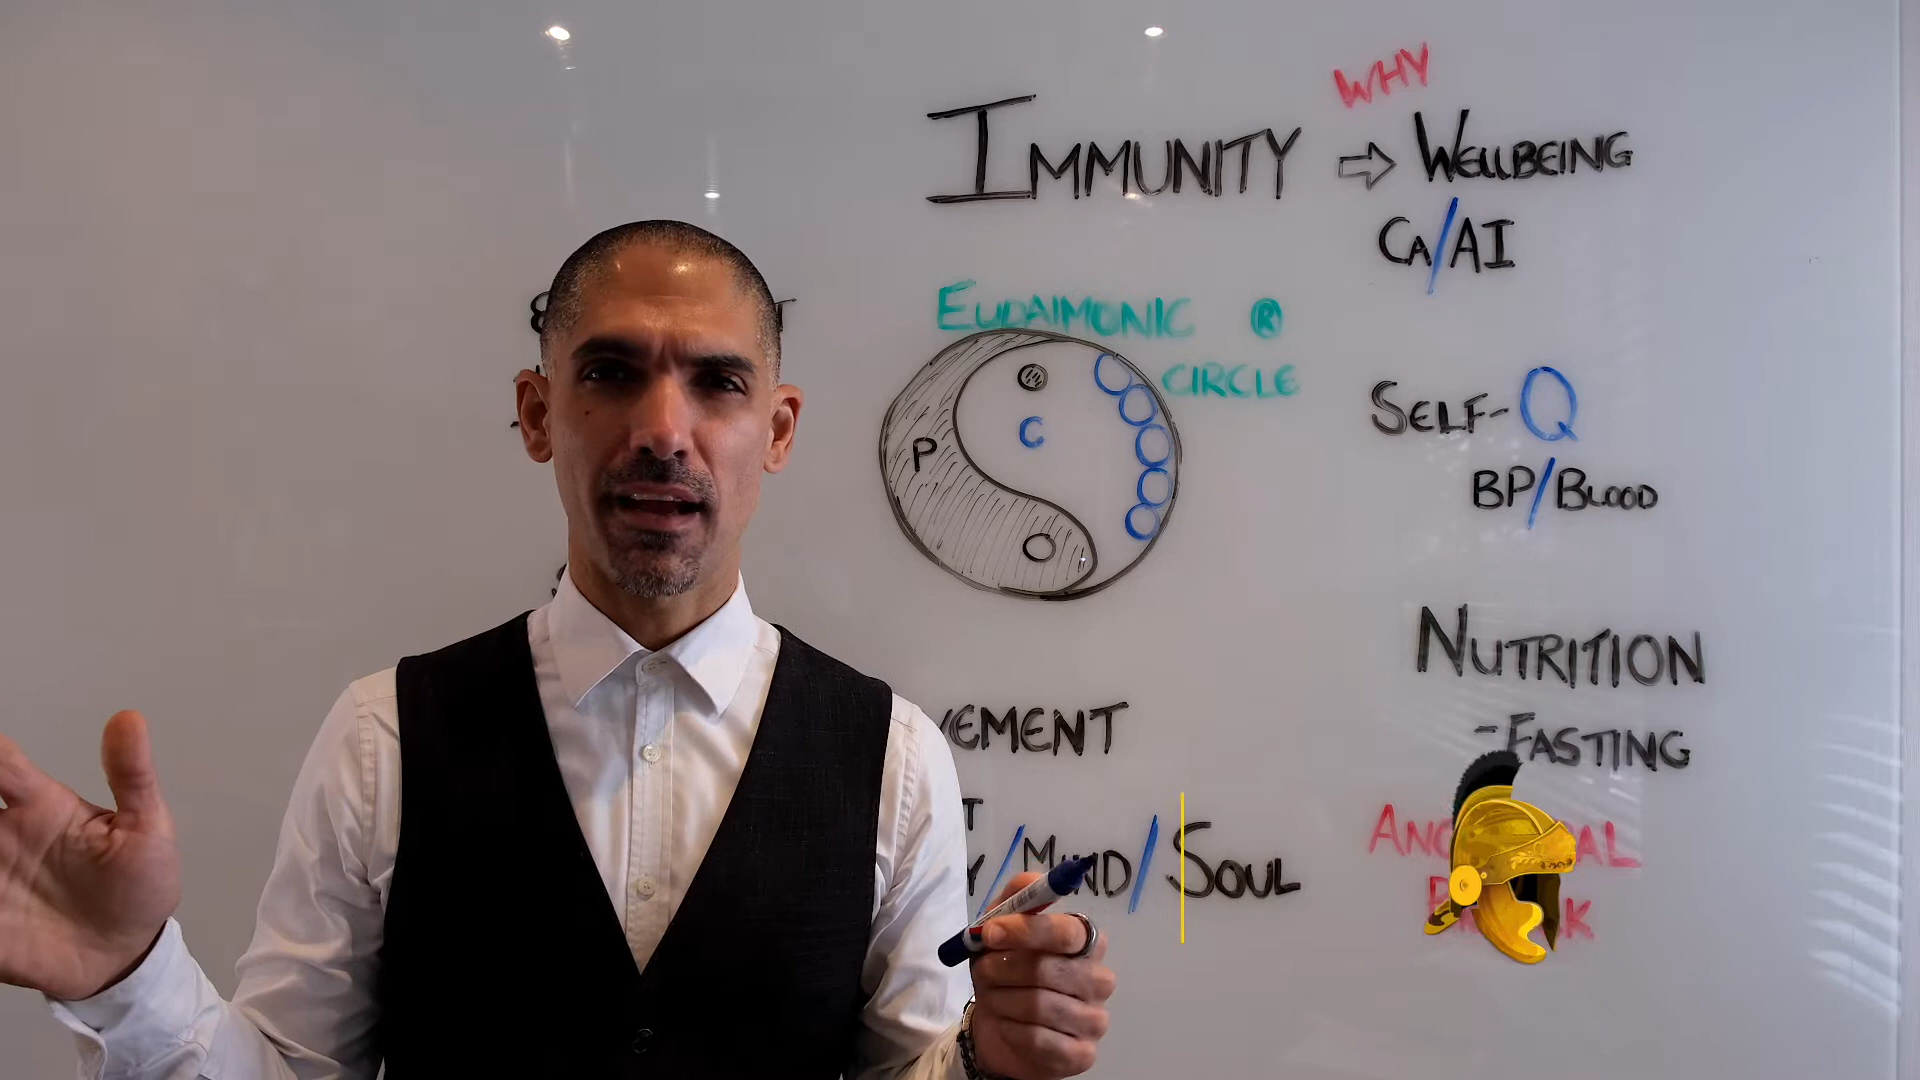 WHY
IMMUNITY ⇨ WELLBEING
CA/AI
EUDAIMONIC ®
CIRCLE
P
C
SELF-Q
BP/BLOOD
NUTRITION
-FASTING
VEMENT
T
Y/MIND/SOUL